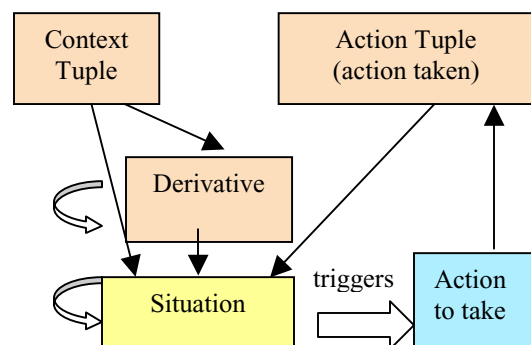 Context
Tuple
Action Tuple
(action taken)
Derivative
triggers
Situation
Action
to take